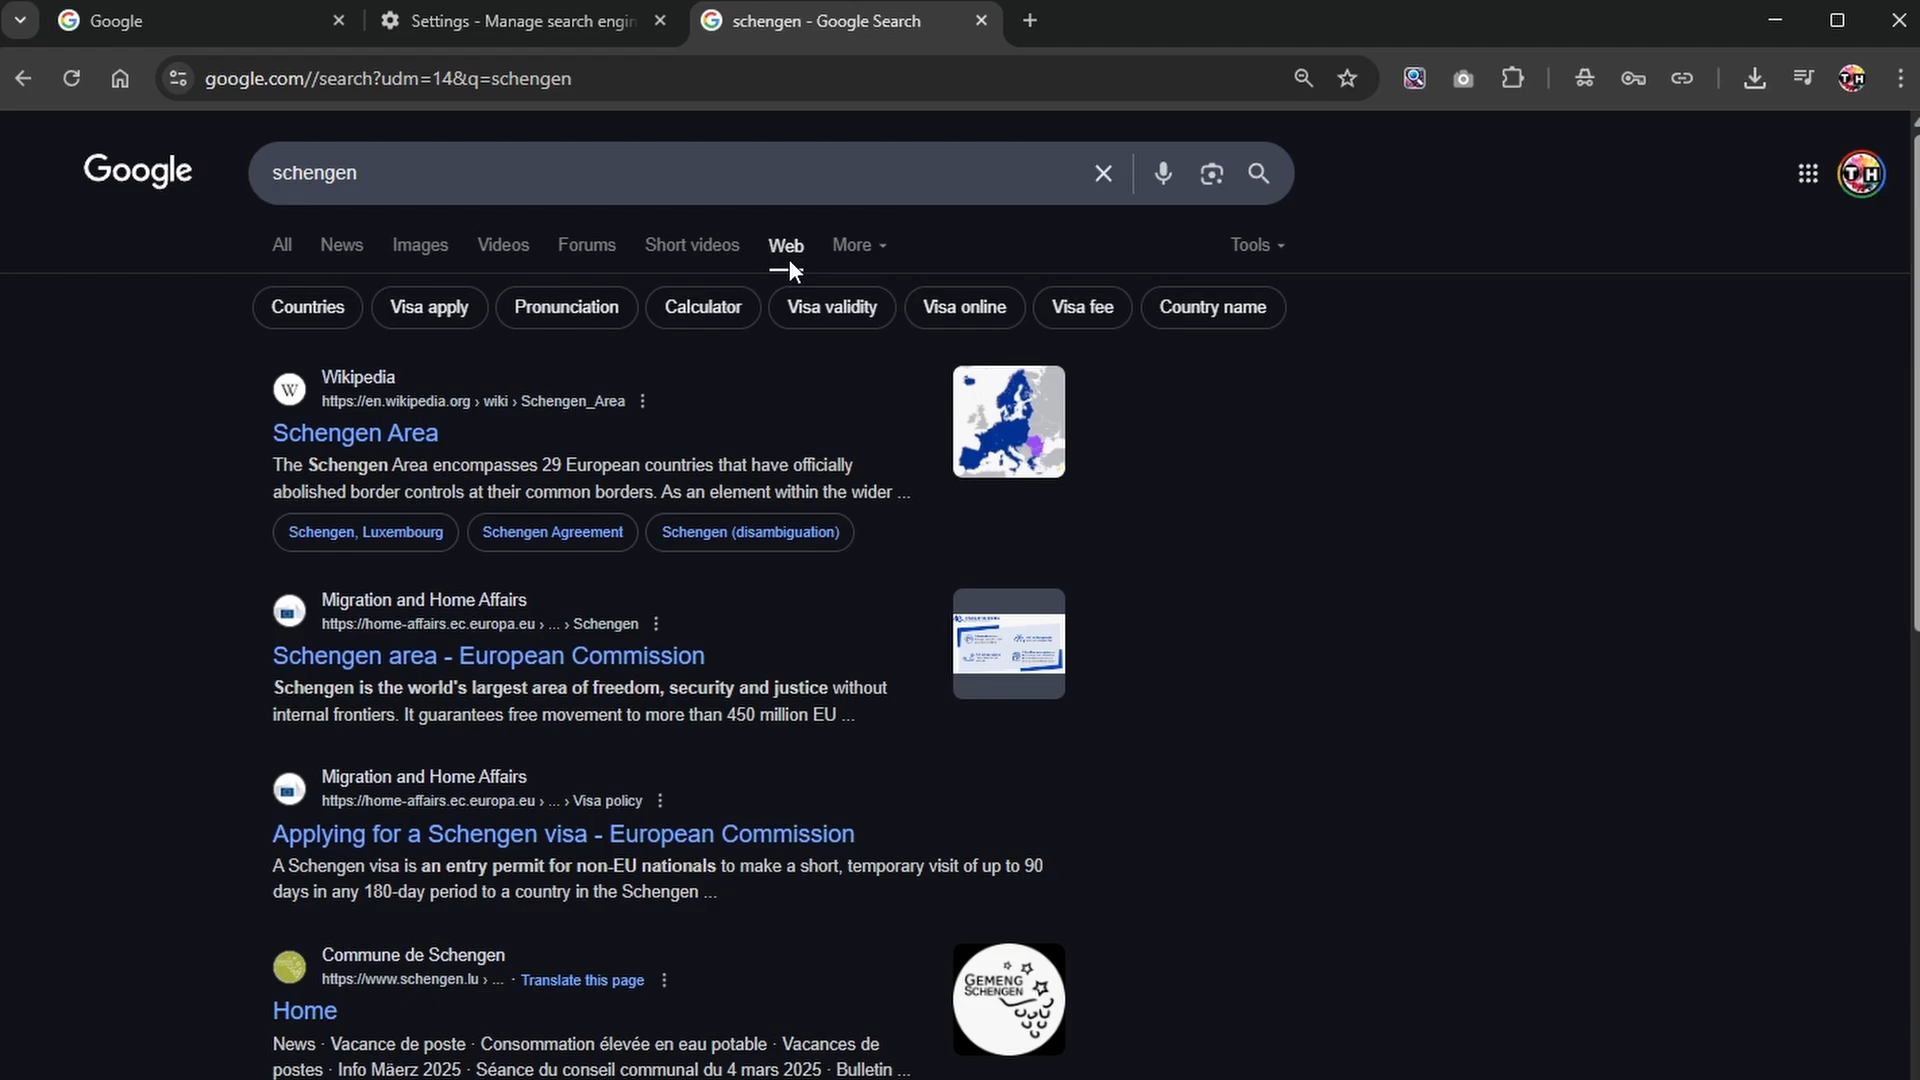 Google
Settings - Manage search engin
schengen - Google Search
google.com//search?udm=14&q=schengen
TH
Google
schengen
TH
All News Images Videos Forums Short videos Web More
Tools
Countries Visa apply Pronunciation Calculator Visa validity Visa online Visa fee Country name
W
Wikipedia
https://en.wikipedia.org › wiki › Schengen_Area
Schengen Area
The Schengen Area encompasses 29 European countries that have officially
abolished border controls at their common borders. As an element within the wider ...
Schengen, Luxembourg Schengen Agreement Schengen (disambiguation)
Migration and Home Affairs
https://home-affairs.ec.europa.eu › ... › Schengen
Schengen area - European Commission
Schengen is the world's largest area of freedom, security and justice without
internal frontiers. It guarantees free movement to more than 450 million EU ...
Migration and Home Affairs
https://home-affairs.ec.europa.eu › ... › Visa policy
Applying for a Schengen visa - European Commission
A Schengen visa is an entry permit for non-EU nationals to make a short, temporary visit of up to 90
days in any 180-day period to a country in the Schengen ...
Commune de Schengen
https://www.schengen.lu › ... · Translate this page
Home
News · Vacance de poste · Consommation élevée en eau potable · Vacances de
postes · Info Mäerz 2025 · Séance du conseil communal du 4 mars 2025 · Bulletin ...
GEMENG
SCHENGEN